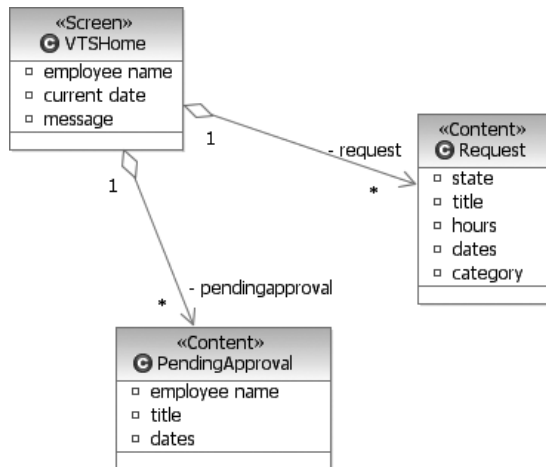 «Screen»
C VTSHome
employee name
current date
message
1
1
- request
*
«Content»
C Request
state
title
hours
dates
category
- pendingapproval
*
«Content»
C PendingApproval
employee name
title
dates